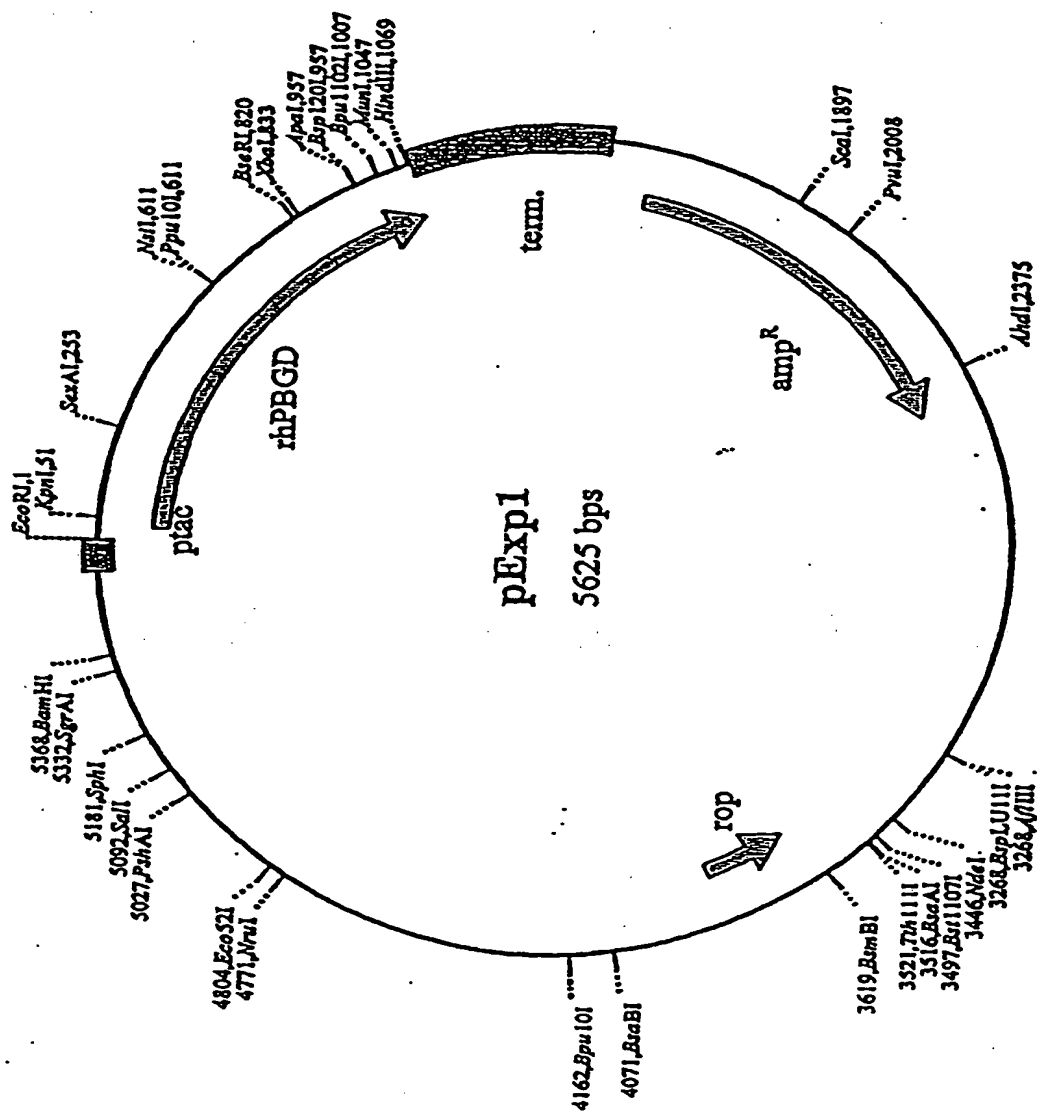 EcoRI,1
KpnI,51
SexAI,253
NsiI,611
Ppu10I,611
BseRI,820
XbaI,833
ApaI,957
Bsp120I,957
Bpu1102I,1007
MunI,1047
HindIII,1069
ScaI,1897
PvuI,2008
AhdI,2375
ptac
rhPBGD
term.
amp^R
pExp1
5625 bps
rop
5368,BamHI
5332,SgrAI
5181,SphI
5092,SalI
5027,PshAI
4804,Eco52I
4771,NruI
4162,Bpu10I
4071,BsaBI
3619,BsmBI
3521,Tth111I
3516,BsaAI
3497,Bst1107I
3446,NdeI
3268,BspLU11I
3268,AflIII